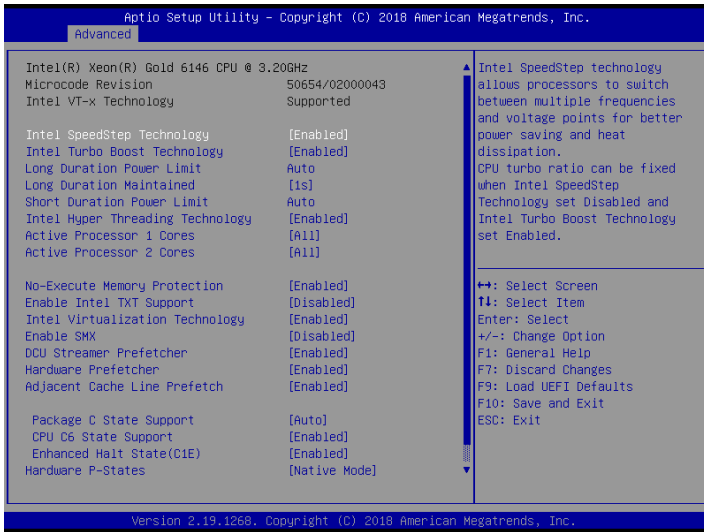 Aptio Setup Utility – Copyright (C) 2018 American Megatrends, Inc.
Advanced
Intel(R) Xeon(R) Gold 6146 CPU @ 3.20GHz
Microcode Revision 50654/02000043
Intel VT-x Technology Supported
Intel SpeedStep Technology [Enabled]
Intel Turbo Boost Technology [Enabled]
Long Duration Power Limit Auto
Long Duration Maintained [1s]
Short Duration Power Limit Auto
Intel Hyper Threading Technology [Enabled]
Active Processor 1 Cores [All]
Active Processor 2 Cores [All]
No-Execute Memory Protection [Enabled]
Enable Intel TXT Support [Disabled]
Intel Virtualization Technology [Enabled]
Enable SMX [Disabled]
DCU Streamer Prefetcher [Enabled]
Hardware Prefetcher [Enabled]
Adjacent Cache Line Prefetch [Enabled]
Package C State Support [Auto]
CPU C6 State Support [Enabled]
Enhanced Halt State(C1E) [Enabled]
Hardware P-States [Native Mode]
Intel SpeedStep technology
allows processors to switch
between multiple frequencies
and voltage points for better
power saving and heat
dissipation.
CPU turbo ratio can be fixed
when Intel SpeedStep
Technology set Disabled and
Intel Turbo Boost Technology
set Enabled.
↔: Select Screen
↑↓: Select Item
Enter: Select
+/-: Change Option
F1: General Help
F7: Discard Changes
F9: Load UEFI Defaults
F10: Save and Exit
ESC: Exit
Version 2.19.1268. Copyright (C) 2018 American Megatrends, Inc.